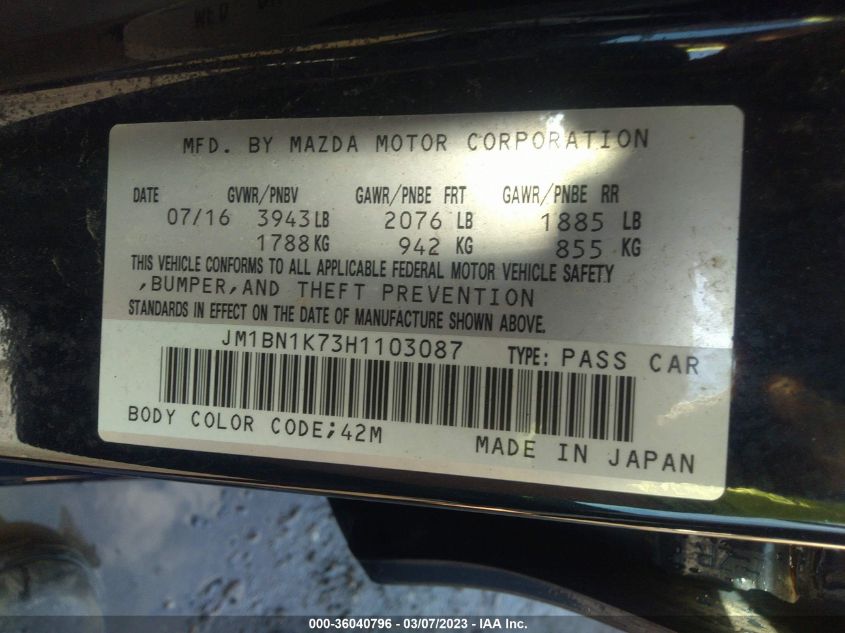 MFD. BY MAZDA MOTOR CORPORATION
DATE GVWR/PNBV GAWR/PNBE FRT GAWR/PNBE RR
07/16 3943LB 2076 LB 1885 LB
1788KG 942 KG 855 KG
THIS VEHICLE CONFORMS TO ALL APPLICABLE FEDERAL MOTOR VEHICLE SAFETY
,BUMPER,AND THEFT PREVENTION
STANDARDS IN EFFECT ON THE DATE OF MANUFACTURE SHOWN ABOVE.
JM1BN1K73H1103087 TYPE: PASS CAR
BODY COLOR CODE;42M MADE IN JAPAN
000-36040796 — 03/07/2023 — IAA Inc.